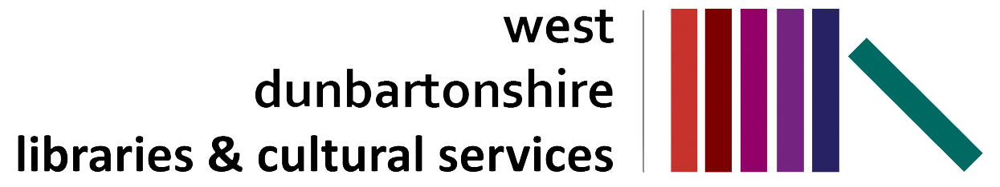 west
dunbartonshire
libraries & cultural services